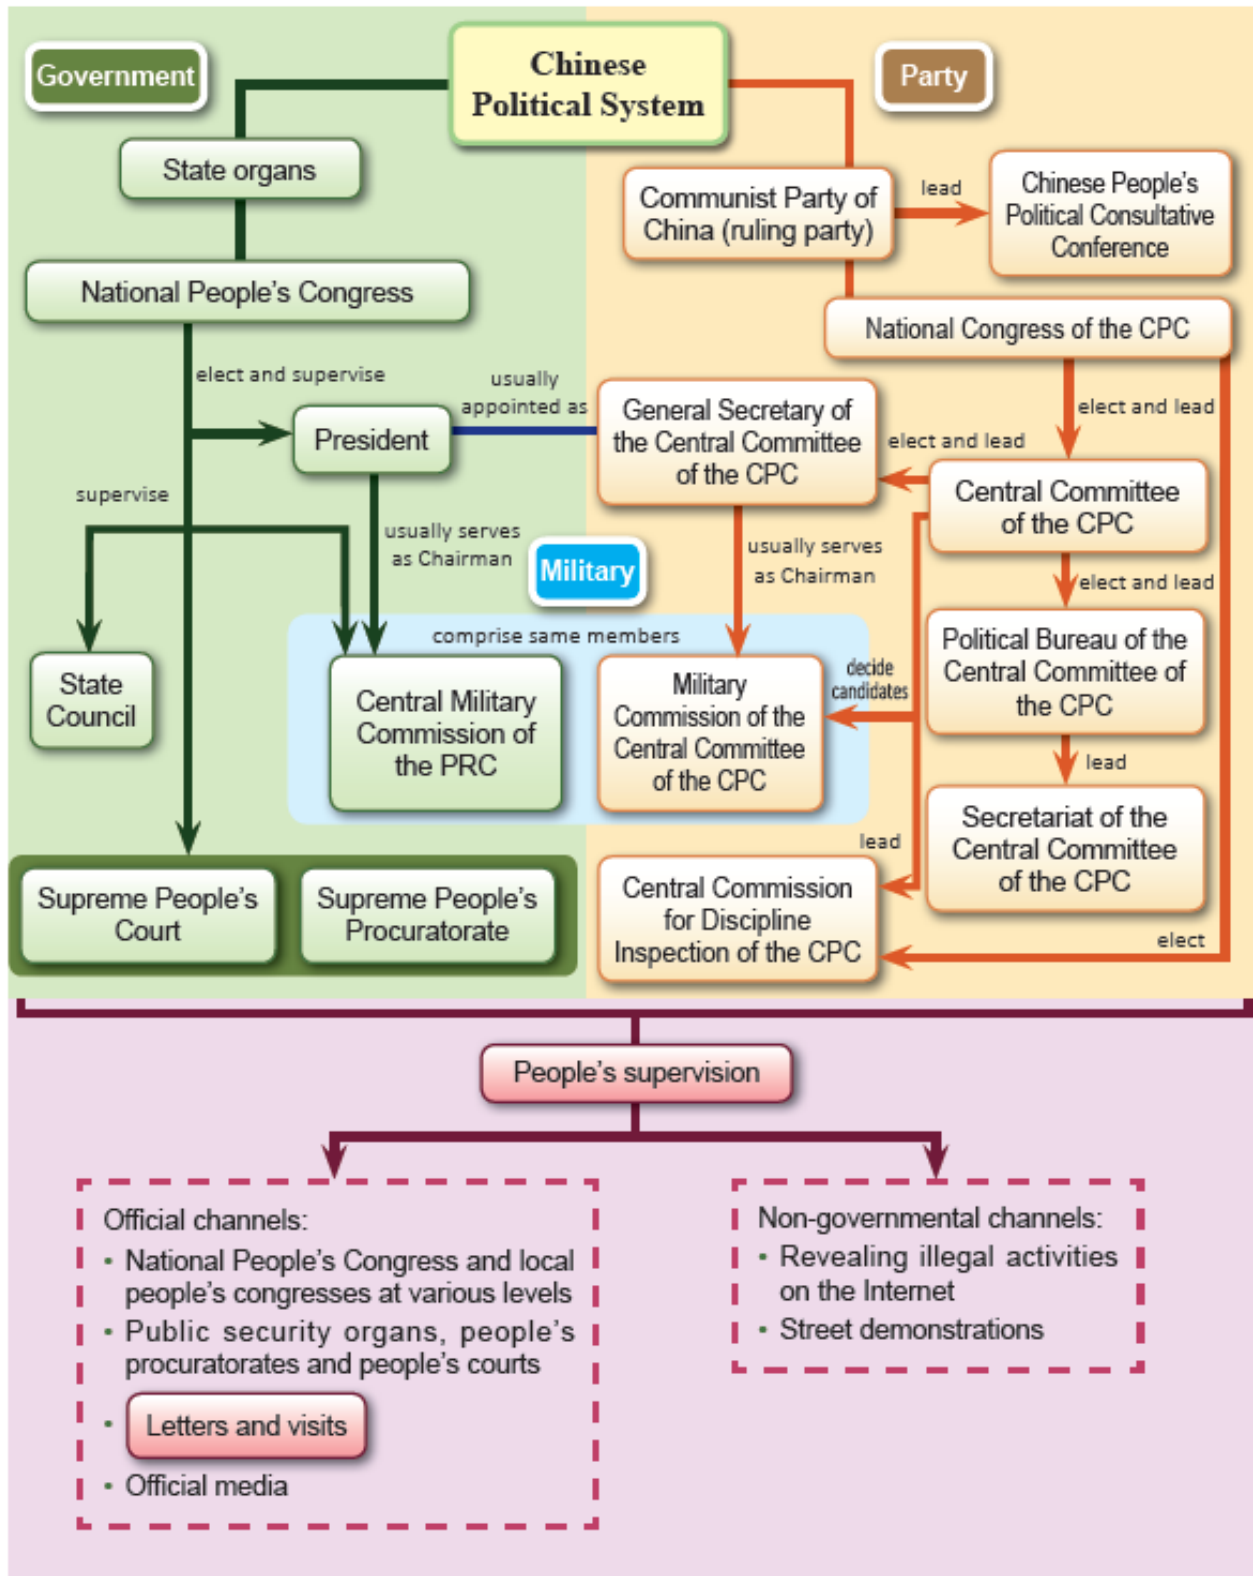 Chinese
Political System
Government
Party
State organs
National People's Congress
elect and supervise
President
supervise
usually serves
as Chairman
State
Council
usually
appointed as
Communist Party of
China (ruling party)
lead
Chinese People's
Political Consultative
Conference
National Congress of the CPC
elect and lead
General Secretary of
the Central Committee
of the CPC
elect and lead
Central Committee
of the CPC
usually serves
as Chairman
elect and lead
Political Bureau of the
Central Committee of
the CPC
lead
Secretariat of the
Central Committee
of the CPC
Military
comprise same members
Central Military
Commission of
the PRC
Military
Commission of the
Central Committee
of the CPC
decide
candidates
lead
Central Commission
for Discipline
Inspection of the CPC
elect
Supreme People's
Court
Supreme People's
Procuratorate
People's supervision
Official channels:
• National People's Congress and local
people's congresses at various levels
• Public security organs, people's
procuratorates and people's courts
• Letters and visits
• Official media
Non-governmental channels:
• Revealing illegal activities
on the Internet
• Street demonstrations